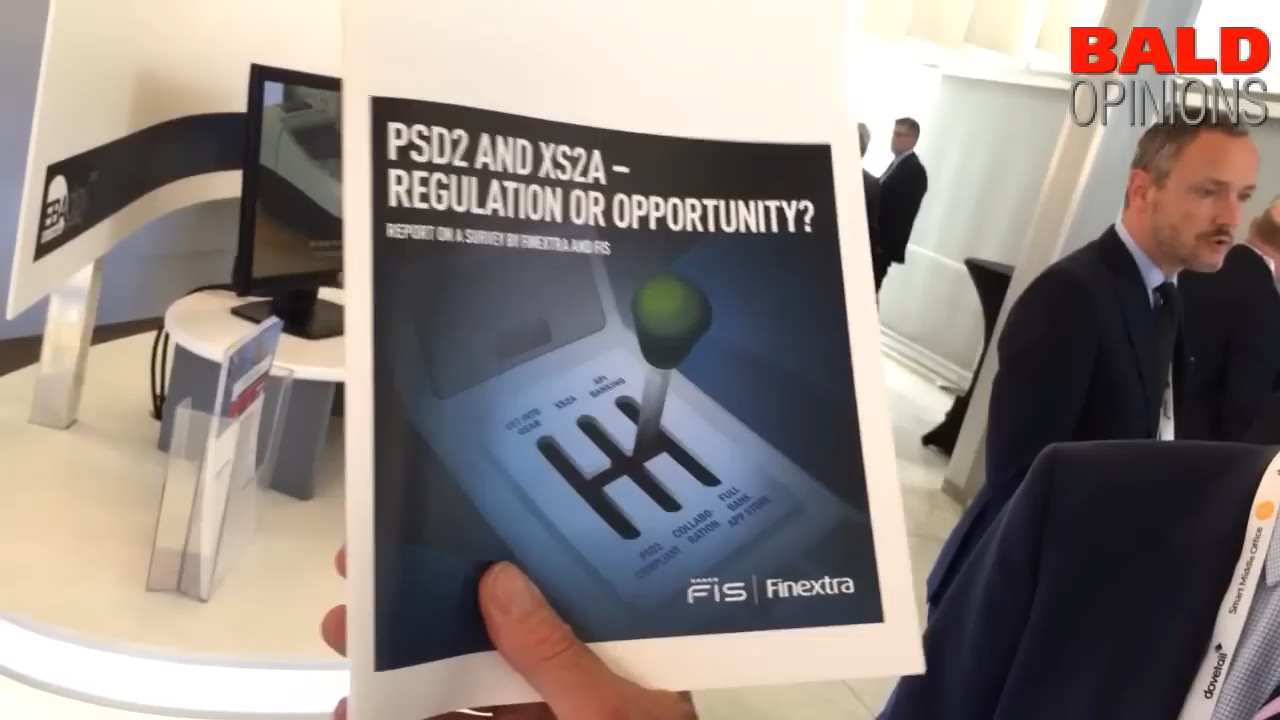 BALD
OPINIONS
PSD2 AND XS2A –
REGULATION OR OPPORTUNITY?
REPORT ON A SURVEY BY FINEXTRA AND FIS
EBA
GET INTO
GEAR
XS2A
API
BANKING
PSD2
COMPLIANT
COLLABO-
RATION
FULL
BANK
APP STORE
FIS | Finextra
Smart Middle Office
dovetail